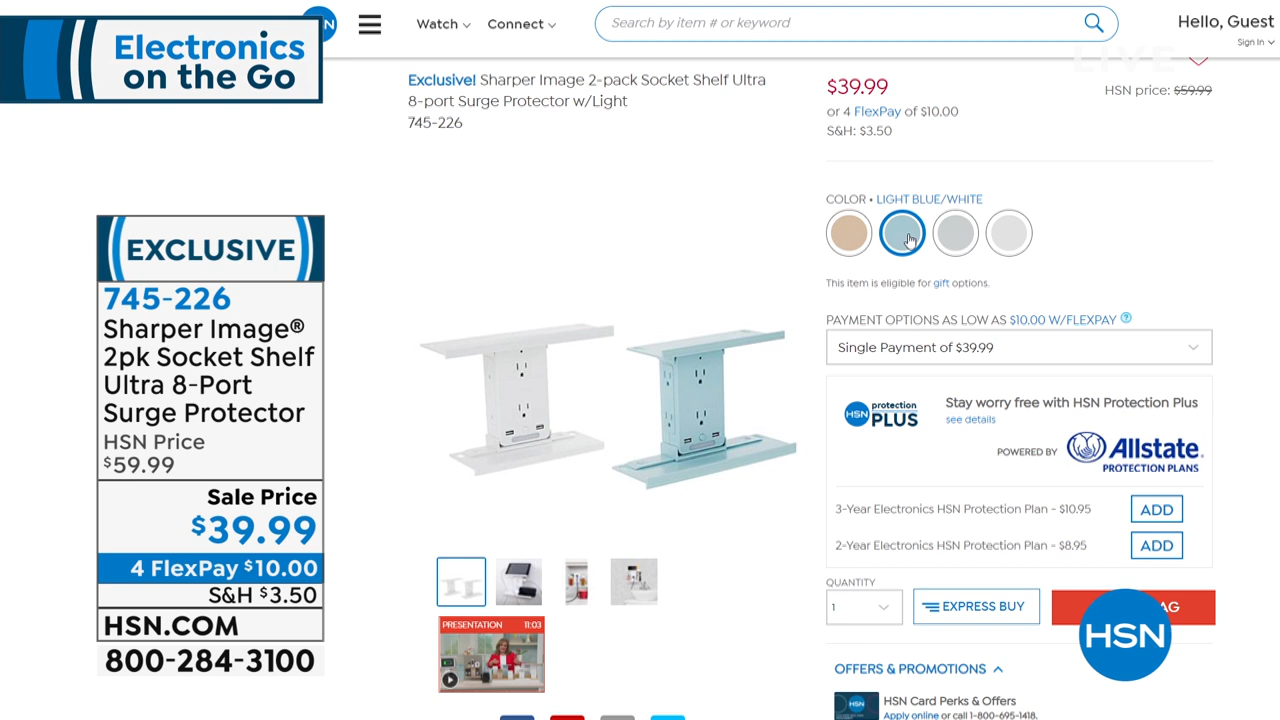 Electronics
on the Go
N
Watch
Connect
Search by item # or keyword
Hello, Guest
Sign In
LIVE
Exclusive! Sharper Image 2-pack Socket Shelf Ultra
8-port Surge Protector w/Light
745-226
$39.99
HSN price: $59.99
or 4 FlexPay of $10.00
S&H: $3.50
COLOR • LIGHT BLUE/WHITE
This item is eligible for gift options.
PAYMENT OPTIONS AS LOW AS $10.00 W/FLEXPAY ?
Single Payment of $39.99
HSN protection PLUS
Stay worry free with HSN Protection Plus
see details
POWERED BY Allstate
PROTECTION PLANS
3-Year Electronics HSN Protection Plan - $10.95
ADD
2-Year Electronics HSN Protection Plan - $8.95
ADD
QUANTITY
1
EXPRESS BUY
AG
HSN
OFFERS & PROMOTIONS
HSN
HSN Card Perks & Offers
Apply online or call 1-800-695-1418.
PRESENTATION 11:03
EXCLUSIVE
745-226
Sharper Image®
2pk Socket Shelf
Ultra 8-Port
Surge Protector
HSN Price
$59.99
Sale Price
$39.99
4 FlexPay $10.00
S&H $3.50
HSN.COM
800-284-3100